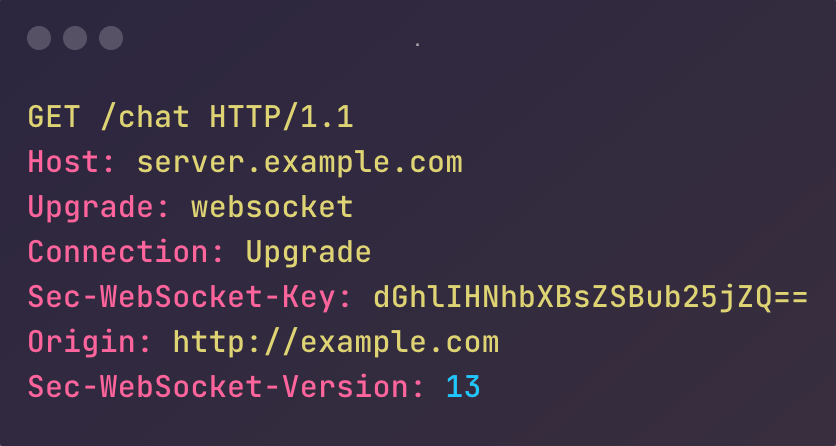 GET /chat HTTP/1.1
Host: server.example.com
Upgrade: websocket
Connection: Upgrade
Sec-WebSocket-Key: dGhlIHNhbXBsZSBub25jZQ==
Origin: http://example.com
Sec-WebSocket-Version: 13